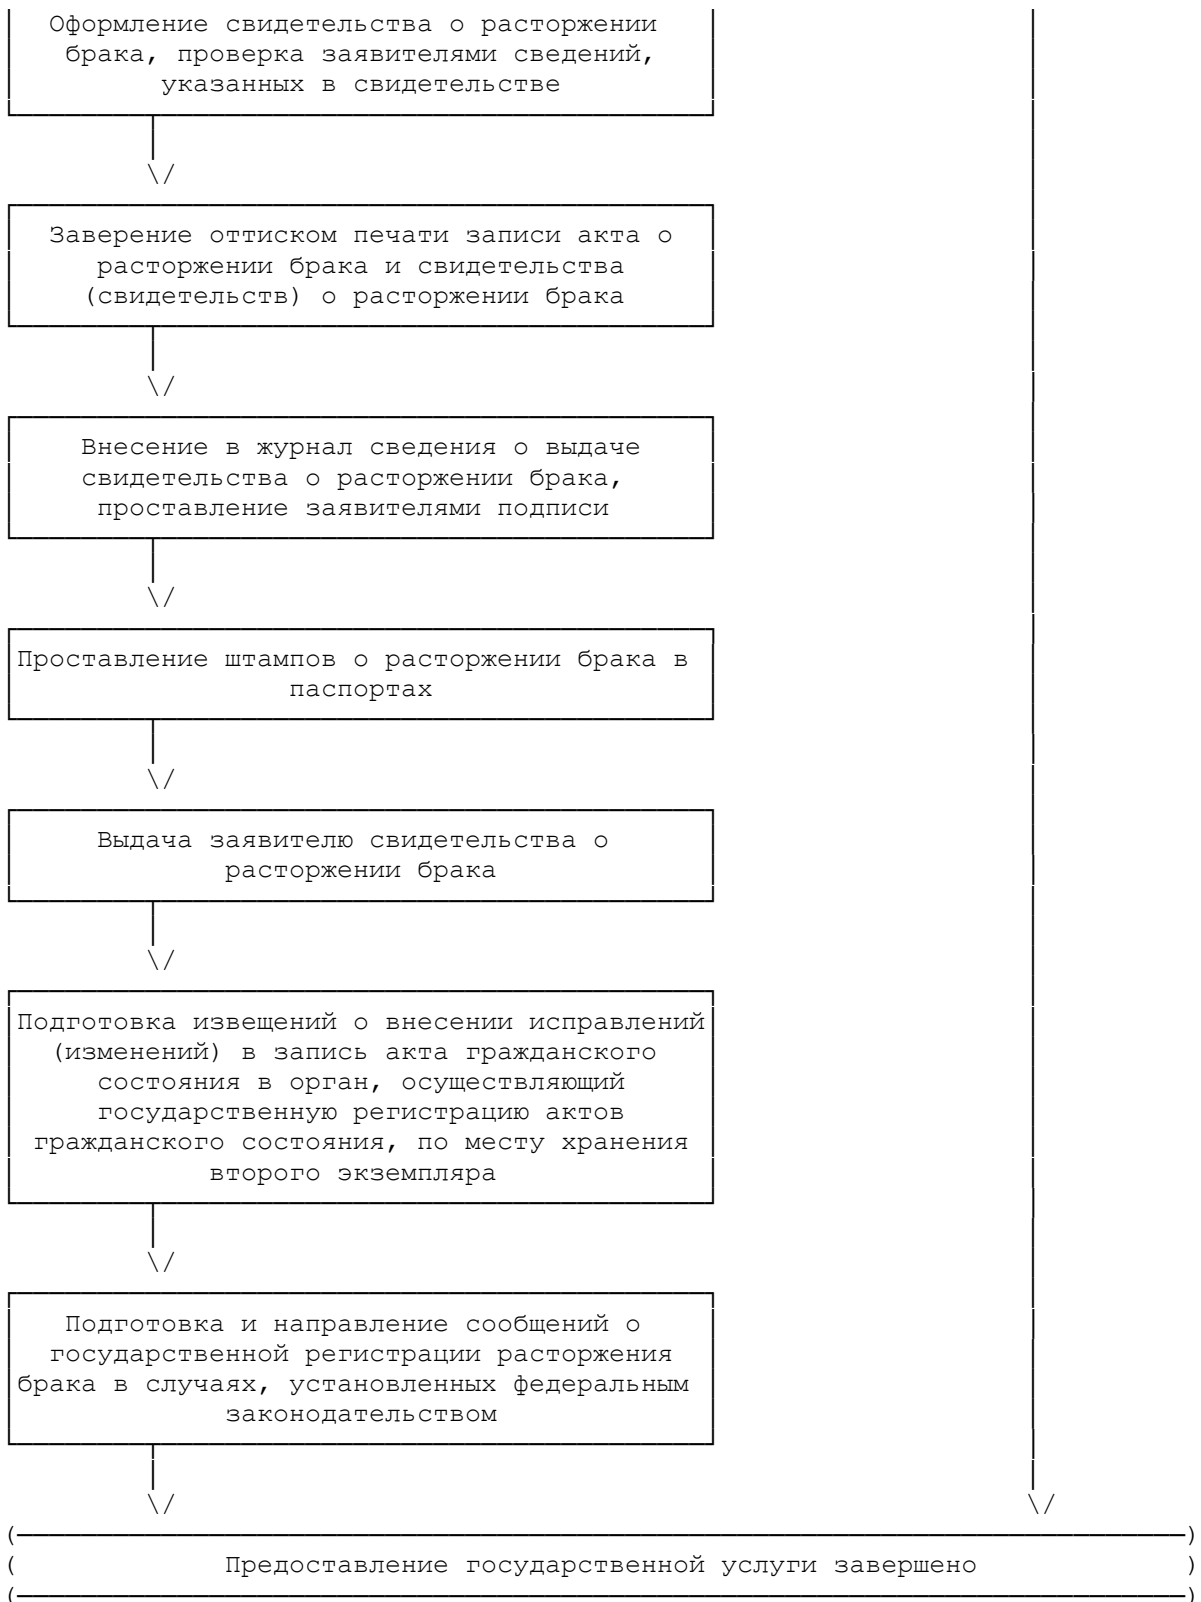 Оформление свидетельства о расторжении
брака, проверка заявителями сведений,
указанных в свидетельстве
Заверение оттиском печати записи акта о
расторжении брака и свидетельства
(свидетельств) о расторжении брака
Внесение в журнал сведения о выдаче
свидетельства о расторжении брака,
проставление заявителями подписи
Проставление штампов о расторжении брака в
паспортах
Выдача заявителю свидетельства о
расторжении брака
Подготовка извещений о внесении исправлений
(изменений) в запись акта гражданского
состояния в орган, осуществляющий
государственную регистрацию актов
гражданского состояния, по месту хранения
второго экземпляра
Подготовка и направление сообщений о
государственной регистрации расторжения
брака в случаях, установленных федеральным
законодательством
Предоставление государственной услуги завершено